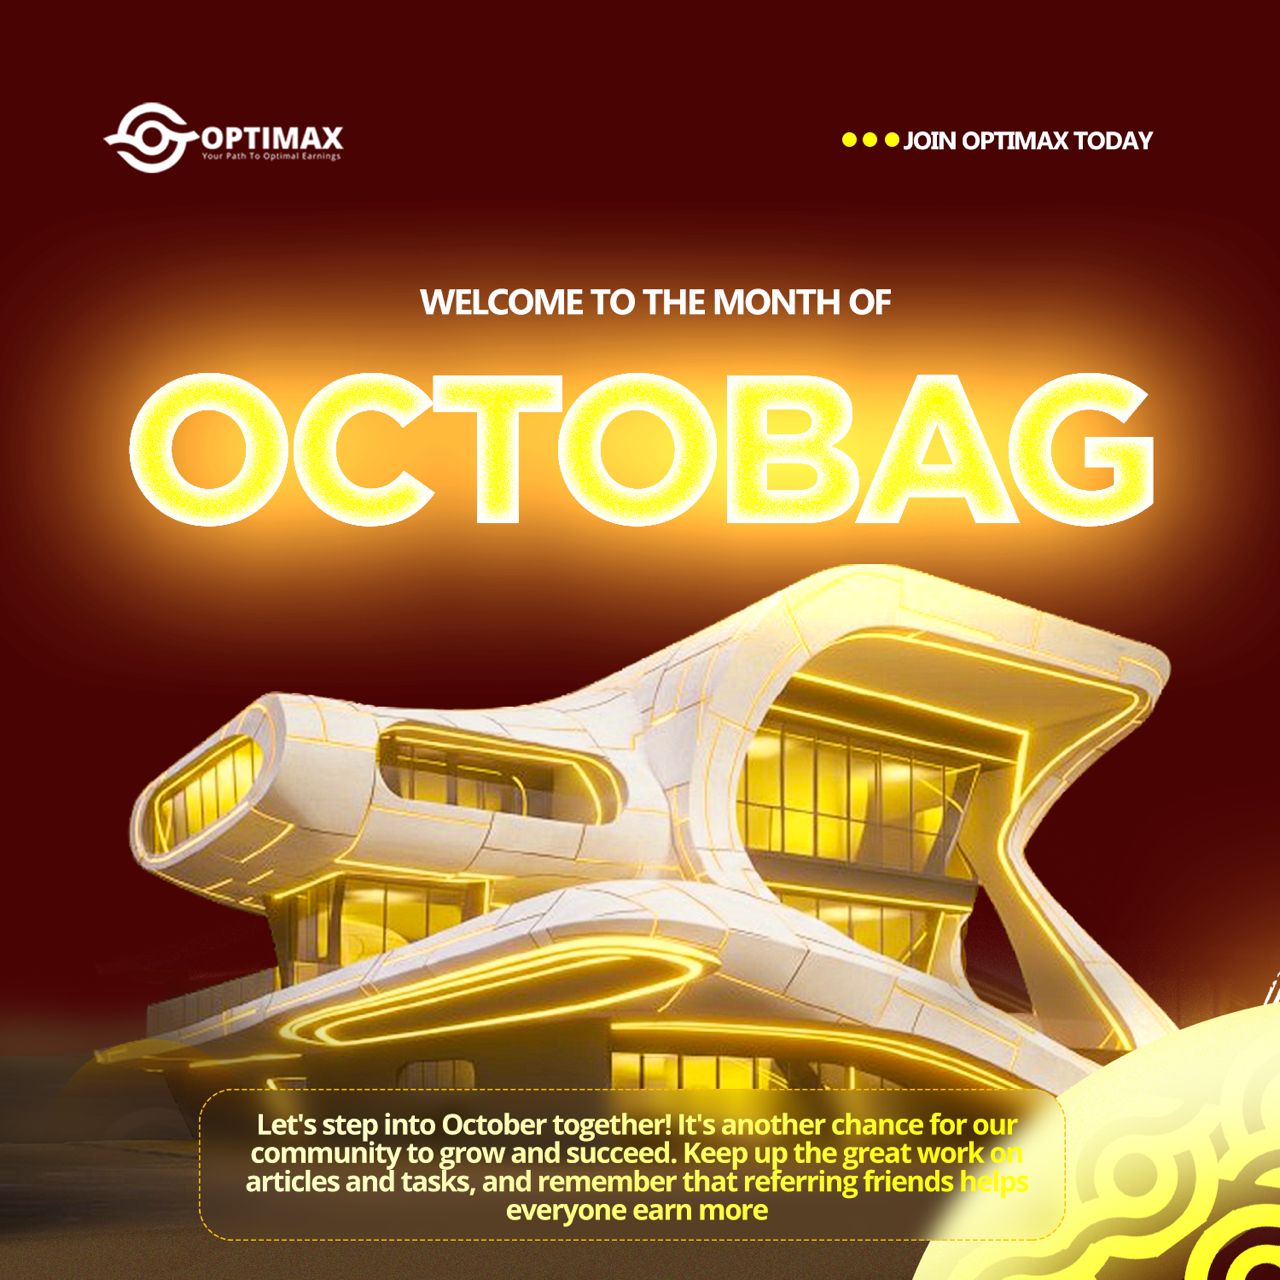 OPTIMAX
Your Path To Optimal Earnings
JOIN OPTIMAX TODAY
WELCOME TO THE MONTH OF
OCTOBAG
Let's step into October together! It's another chance for our
community to grow and succeed. Keep up the great work on
articles and tasks, and remember that referring friends helps
everyone earn more